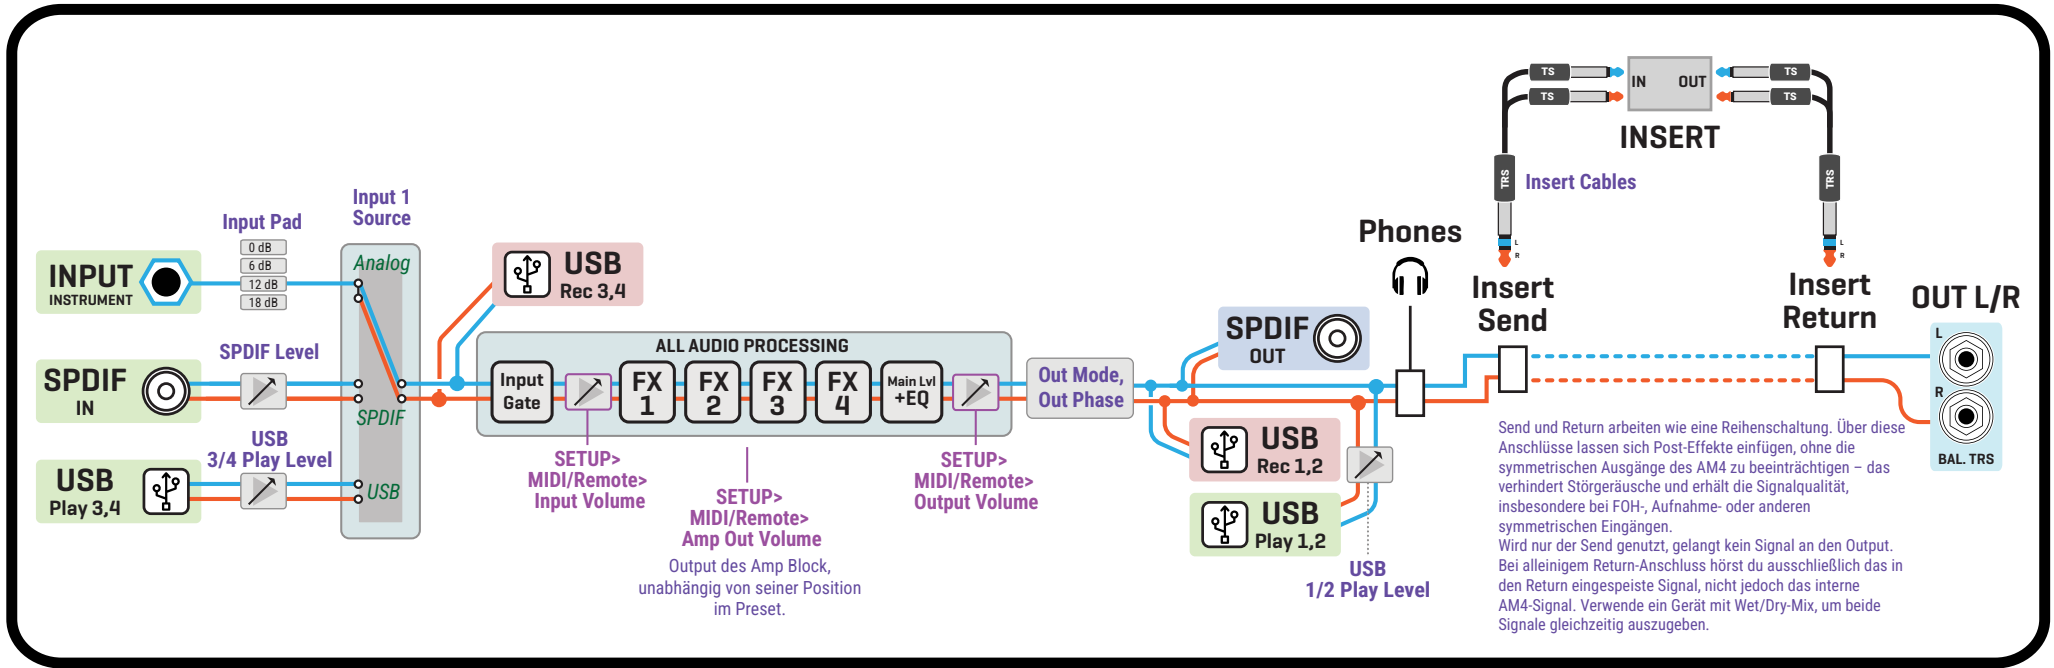 INPUT
INSTRUMENT
Input Pad
0 dB
6 dB
12 dB
18 dB
SPDIF
IN
SPDIF Level
USB
Play 3,4
USB
3/4 Play Level
Input 1
Source
Analog
SPDIF
USB
USB
Rec 3,4
ALL AUDIO PROCESSING
Input
Gate
FX
1
FX
2
FX
3
FX
4
Main Lvl
+EQ
SETUP>
MIDI/Remote>
Input Volume
SETUP>
MIDI/Remote>
Amp Out Volume
Output des Amp Block,
unabhängig von seiner Position
im Preset.
SETUP>
MIDI/Remote>
Output Volume
Out Mode,
Out Phase
SPDIF
OUT
USB
Rec 1,2
USB
Play 1,2
USB
1/2 Play Level
Phones
TS
TS
IN
OUT
TS
TS
INSERT
TRS
Insert Cables
TRS
L
R
L
R
Insert
Send
Insert
Return
OUT L/R
L
R
BAL. TRS
Send und Return arbeiten wie eine Reihenschaltung. Über diese
Anschlüsse lassen sich Post-Effekte einfügen, ohne die
symmetrischen Ausgänge des AM4 zu beeinträchtigen – das
verhindert Störgeräusche und erhält die Signalqualität,
insbesondere bei FOH-, Aufnahme- oder anderen
symmetrischen Eingängen.
Wird nur der Send genutzt, gelangt kein Signal an den Output.
Bei alleinigem Return-Anschluss hörst du ausschließlich das in
den Return eingespeiste Signal, nicht jedoch das interne
AM4-Signal. Verwende ein Gerät mit Wet/Dry-Mix, um beide
Signale gleichzeitig auszugeben.